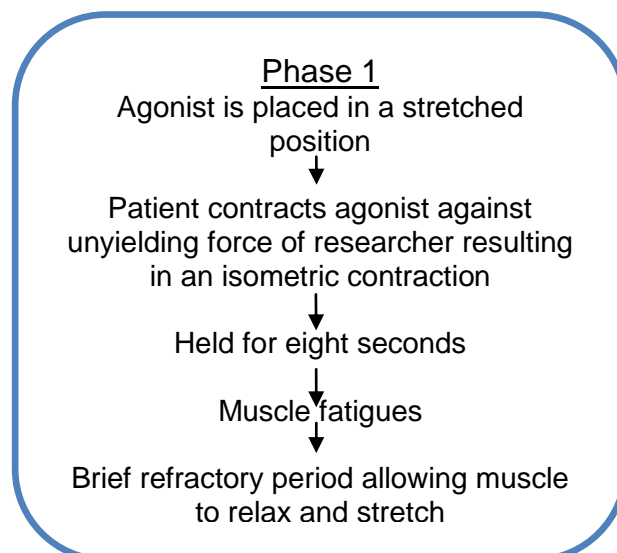 Phase 1
Agonist is placed in a stretched
position
Patient contracts agonist against
unyielding force of researcher resulting
in an isometric contraction
Held for eight seconds
Muscle fatigues
Brief refractory period allowing muscle
to relax and stretch